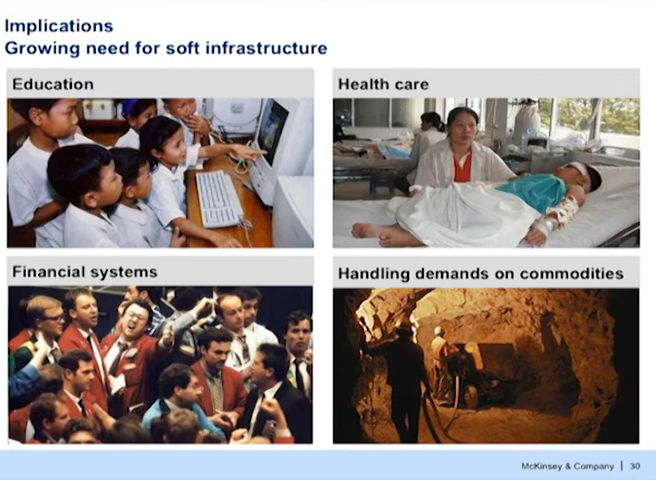 Implications
Growing need for soft infrastructure
Education
Health care
Financial systems
Handling demands on commodities
McKinsey & Company | 30